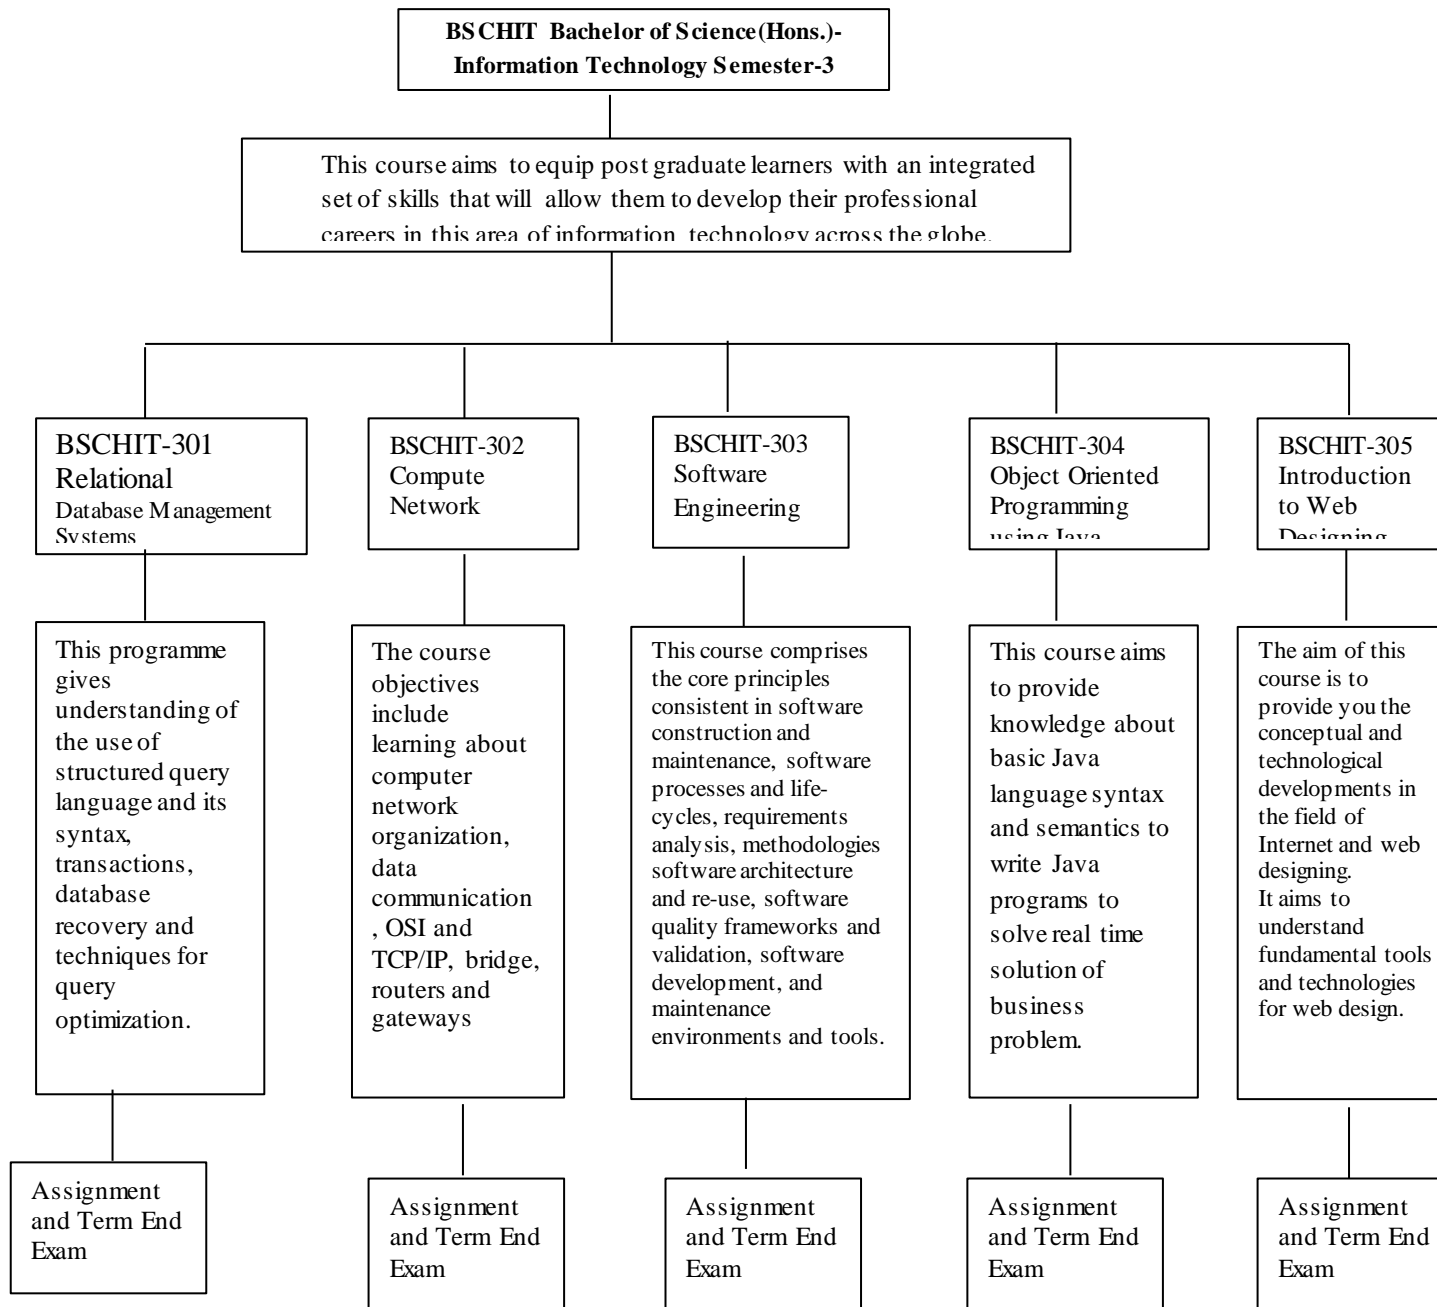 BSCHIT Bachelor of Science(Hons.)-
Information Technology Semester-3
This course aims to equip post graduate learners with an integrated
set of skills that will allow them to develop their professional
careers in this area of information technology across the globe.
BSCHIT-301
Relational
Database Management
Systems
BSCHIT-302
Compute
Network
BSCHIT-303
Software
Engineering
BSCHIT-304
Object Oriented
Programming
using Java
BSCHIT-305
Introduction
to Web
Designing
This programme
gives
understanding of
the use of
structured query
language and its
syntax,
transactions,
database
recovery and
techniques for
query
optimization.
The course
objectives
include
learning about
computer
network
organization,
data
communication
, OSI and
TCP/IP, bridge,
routers and
gateways
This course comprises
the core principles
consistent in software
construction and
maintenance, software
processes and life-
cycles, requirements
analysis, methodologies
software architecture
and re-use, software
quality frameworks and
validation, software
development, and
maintenance
environments and tools.
This course aims
to provide
knowledge about
basic Java
language syntax
and semantics to
write Java
programs to
solve real time
solution of
business
problem.
The aim of this
course is to
provide you the
conceptual and
technological
developments in
the field of
Internet and web
designing.
It aims to
understand
fundamental tools
and technologies
for web design.
Assignment
and Term End
Exam
Assignment
and Term End
Exam
Assignment
and Term End
Exam
Assignment
and Term End
Exam
Assignment
and Term End
Exam